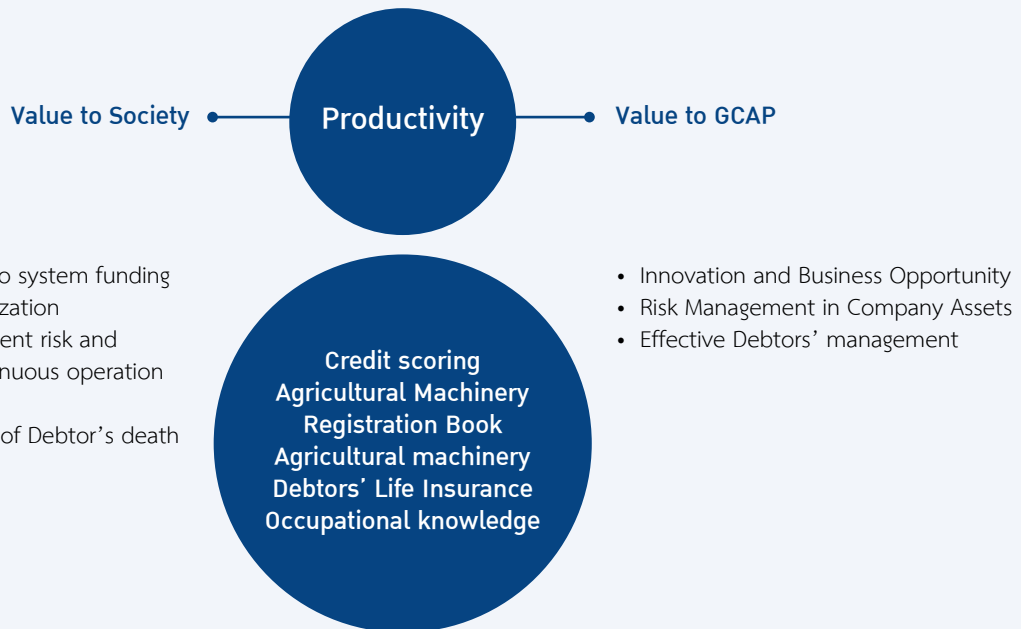 Value to Society
Productivity
Value to GCAP
o system funding
zation
ent risk and
nuous operation
of Debtor's death
Credit scoring
Agricultural Machinery
Registration Book
Agricultural machinery
Debtors' Life Insurance
Occupational knowledge
• Innovation and Business Opportunity
• Risk Management in Company Assets
• Effective Debtors' management